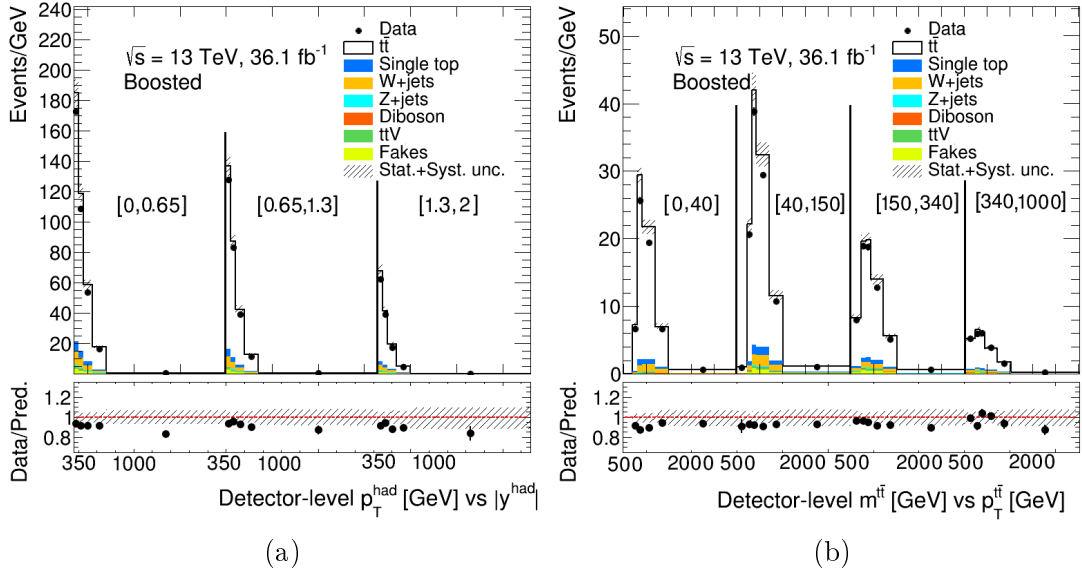 Events/GeV
240
220
200
180
160
140
120
100
80
60
40
20
√s = 13 TeV, 36.1 fb⁻¹
Boosted
Data
tt̄
Single top
W+jets
Z+jets
Diboson
ttV
Fakes
Stat.+Syst. unc.
[0,0.65]
[0.65,1.3]
[1.3,2]
Data/Pred.
1.2
1
0.8
350 1000 350 1000 350 1000
Detector-level p_T^had [GeV] vs |y^had|
(a)
Events/GeV
50
40
30
20
10
0
√s = 13 TeV, 36.1 fb⁻¹
Boosted
Data
tt̄
Single top
W+jets
Z+jets
Diboson
ttV
Fakes
Stat.+Syst. unc.
[0,40]
[40,150]
[150,340]
[340,1000]
Data/Pred.
1.2
1
0.8
500 2000 500 2000 500 2000 500 2000
Detector-level m^tt̄ [GeV] vs p_T^tt̄ [GeV]
(b)